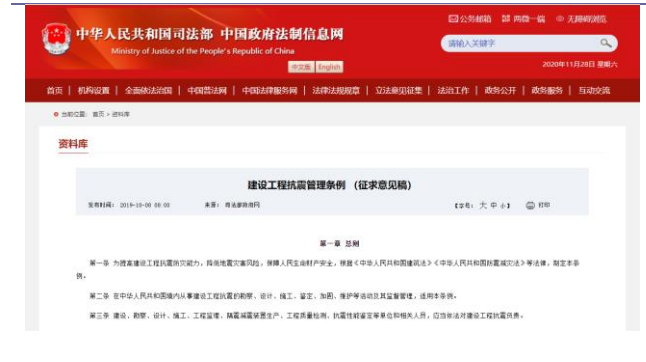 公务邮箱 两微一端 无障碍浏览
中华人民共和国司法部 中国政府法制信息网
Ministry of Justice of the People's Republic of China
请输入关键字
中文版 English
2020年11月28日 星期六
首页 | 机构设置 | 全面依法治国 | 中国普法网 | 中国法律服务网 | 法律法规规章 | 立法意见征集 | 法治工作 | 政务公开 | 政务服务 | 互动交流
当前位置: 首页 > 资料库
资料库
建设工程抗震管理条例 (征求意见稿)
发布时间: 2019-10-08 08:00 来源: 司法部政府网 【字号: 大 中 小】 打印
第一章 总则
第一条 为提高建设工程抗震防灾能力,降低地震灾害风险,保障人民生命财产安全,根据《中华人民共和国建筑法》《中华人民共和国防震减灾法》等法律,制定本条
例。
第二条 在中华人民共和国境内从事建设工程抗震的勘察、设计、施工、鉴定、加固、维护等活动及其监督管理,适用本条例。
第三条 建设、勘察、设计、施工、工程监理、隔震减震装置生产、工程质量检测、抗震性能鉴定等单位和相关人员,应当依法对建设工程抗震负责。